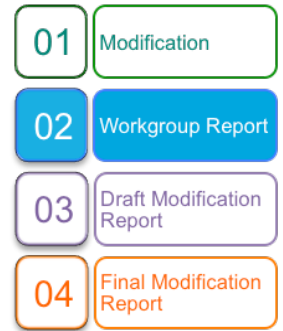 01 Modification
02 Workgroup Report
03 Draft Modification
Report
04 Final Modification
Report